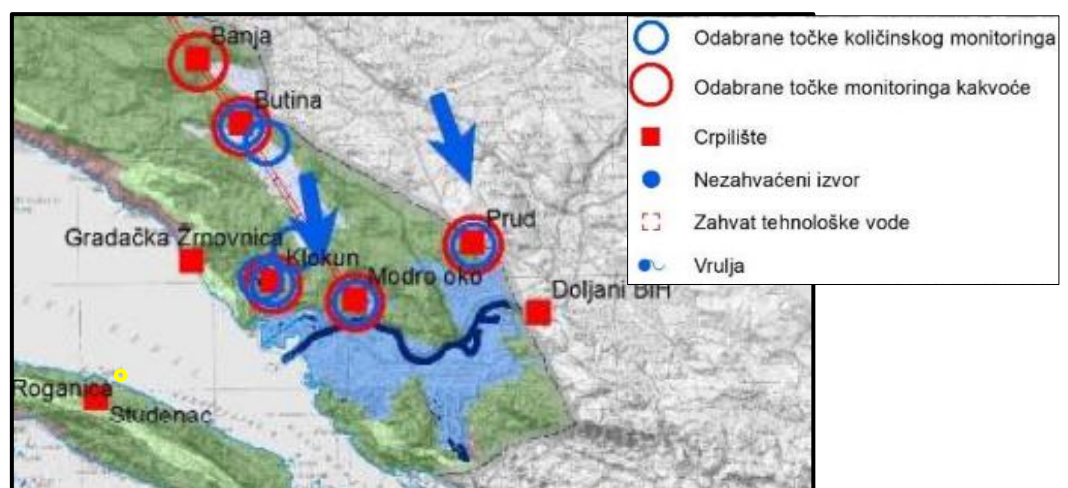 Banja
Butina
Prud
Gradačka Žrnovnica
Klokun
Modro oko
Doljani BIH
Roganica
Studenac
Odabrane točke količinskog monitoringa
Odabrane točke monitoringa kakvoće
Crpilište
Nezahvaćeni izvor
Zahvat tehnološke vode
Vrulja